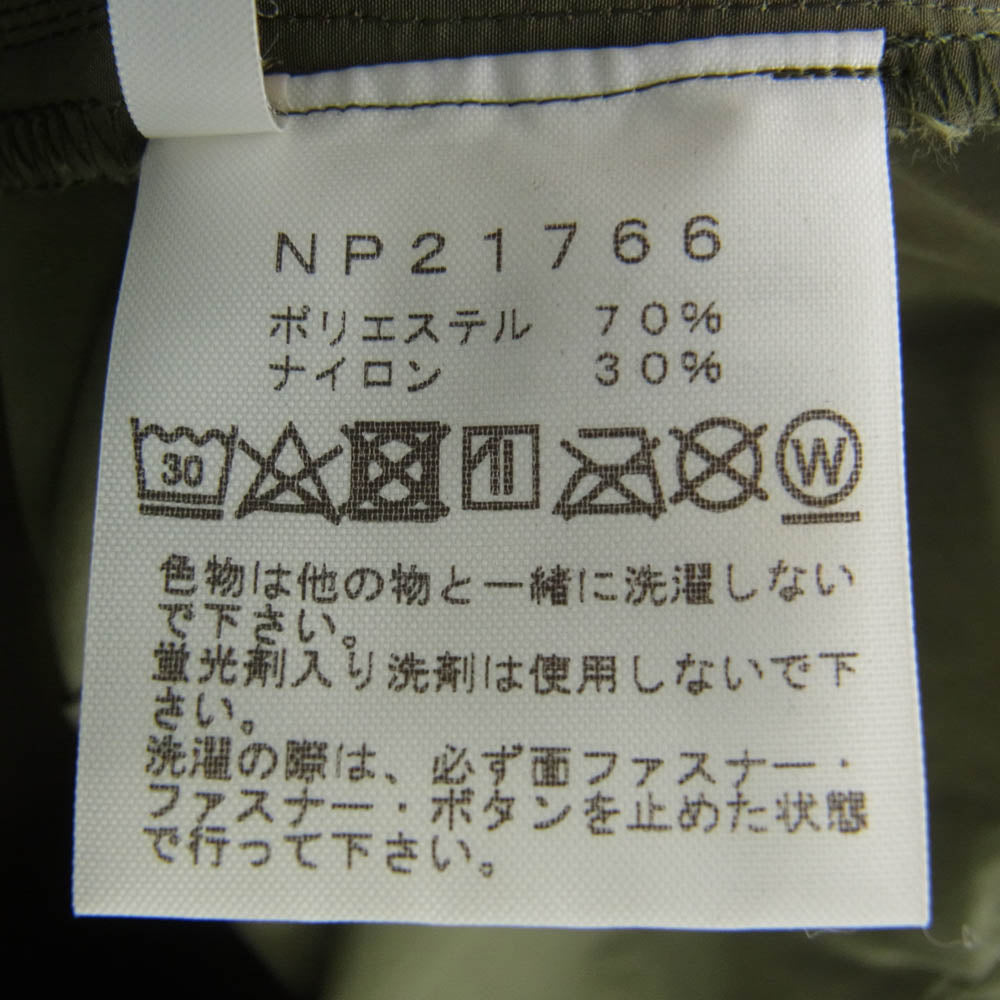 NP21766
ポリエステル 70%
ナイロン 30%
30 W
色物は他の物と一緒に洗濯しない
で下さい。
蛍光剤入り洗剤は使用しないで下
さい。
洗濯の際は、必ず面ファスナー・
ファスナー・ボタンを止めた状態
で行って下さい。